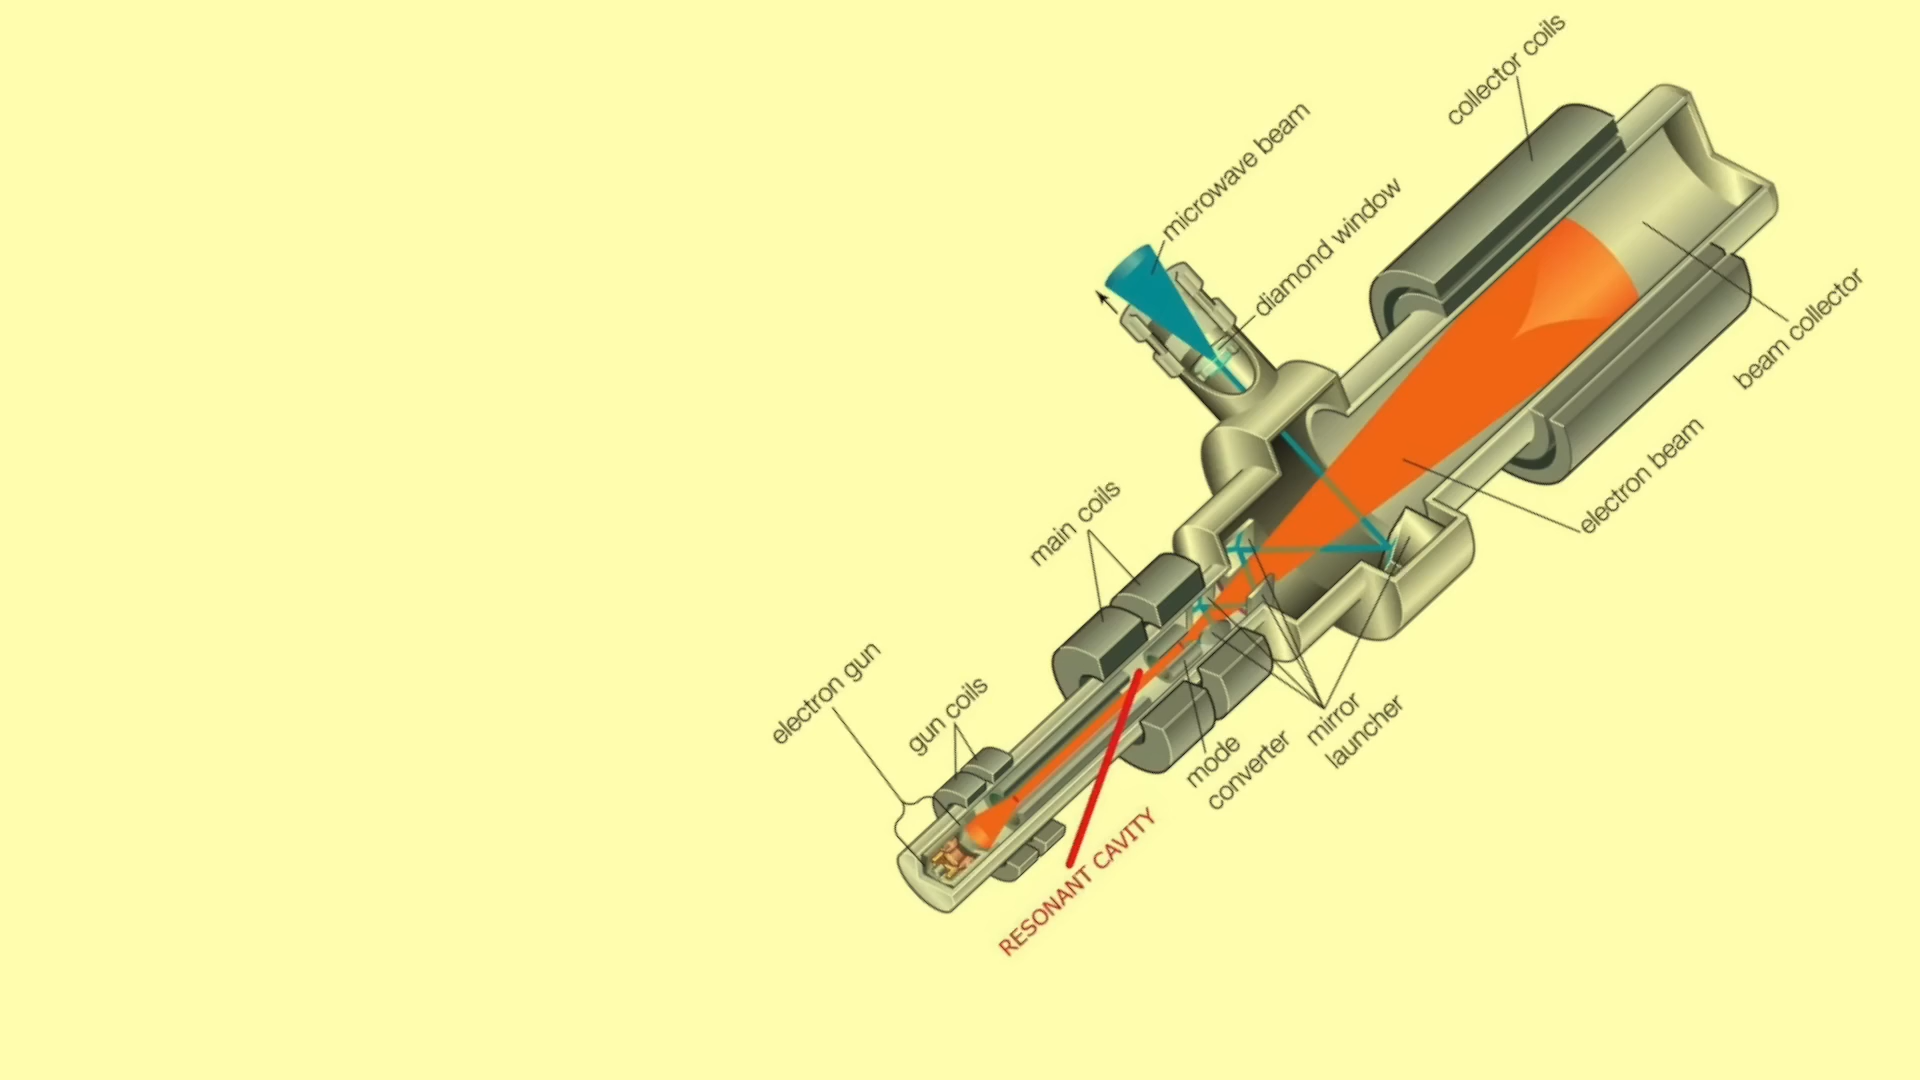 collector coils
microwave beam
diamond window
beam collector
electron beam
main coils
electron gun
gun coils
mirror
launcher
mode
converter
RESONANT CAVITY